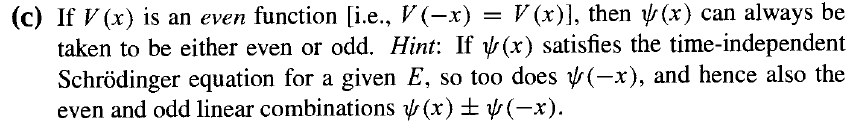 (c) If V(x) is an even function [i.e., V(−x) = V(x)], then ψ(x) can always be
taken to be either even or odd. Hint: If ψ(x) satisfies the time-independent
Schrödinger equation for a given E, so too does ψ(−x), and hence also the
even and odd linear combinations ψ(x) ± ψ(−x).